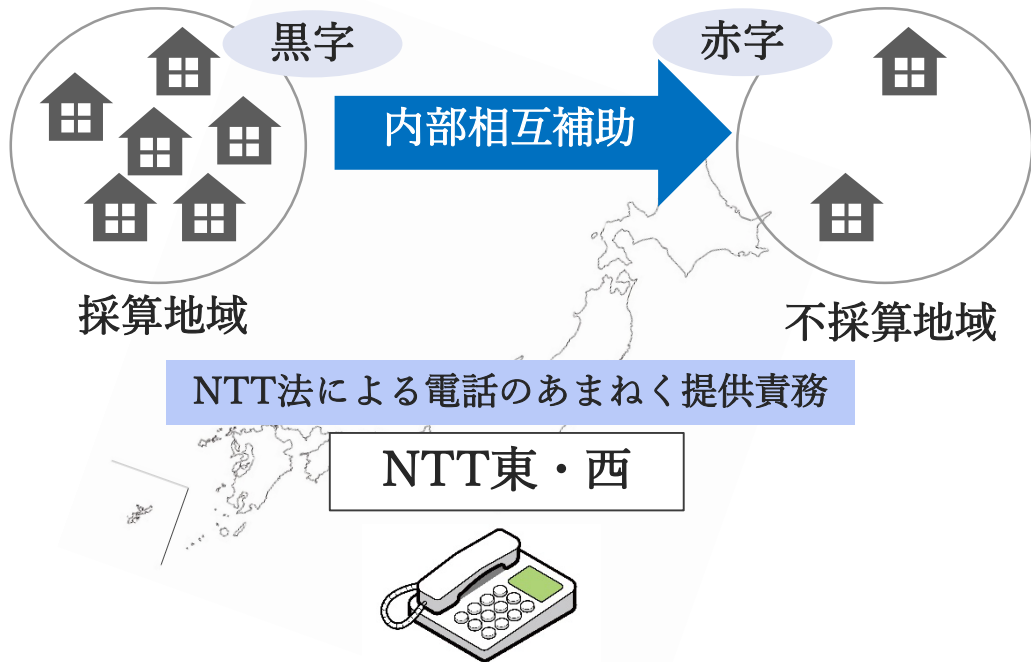 黒字
赤字
内部相互補助
採算地域
不採算地域
NTT法による電話のあまねく提供責務
NTT東・西